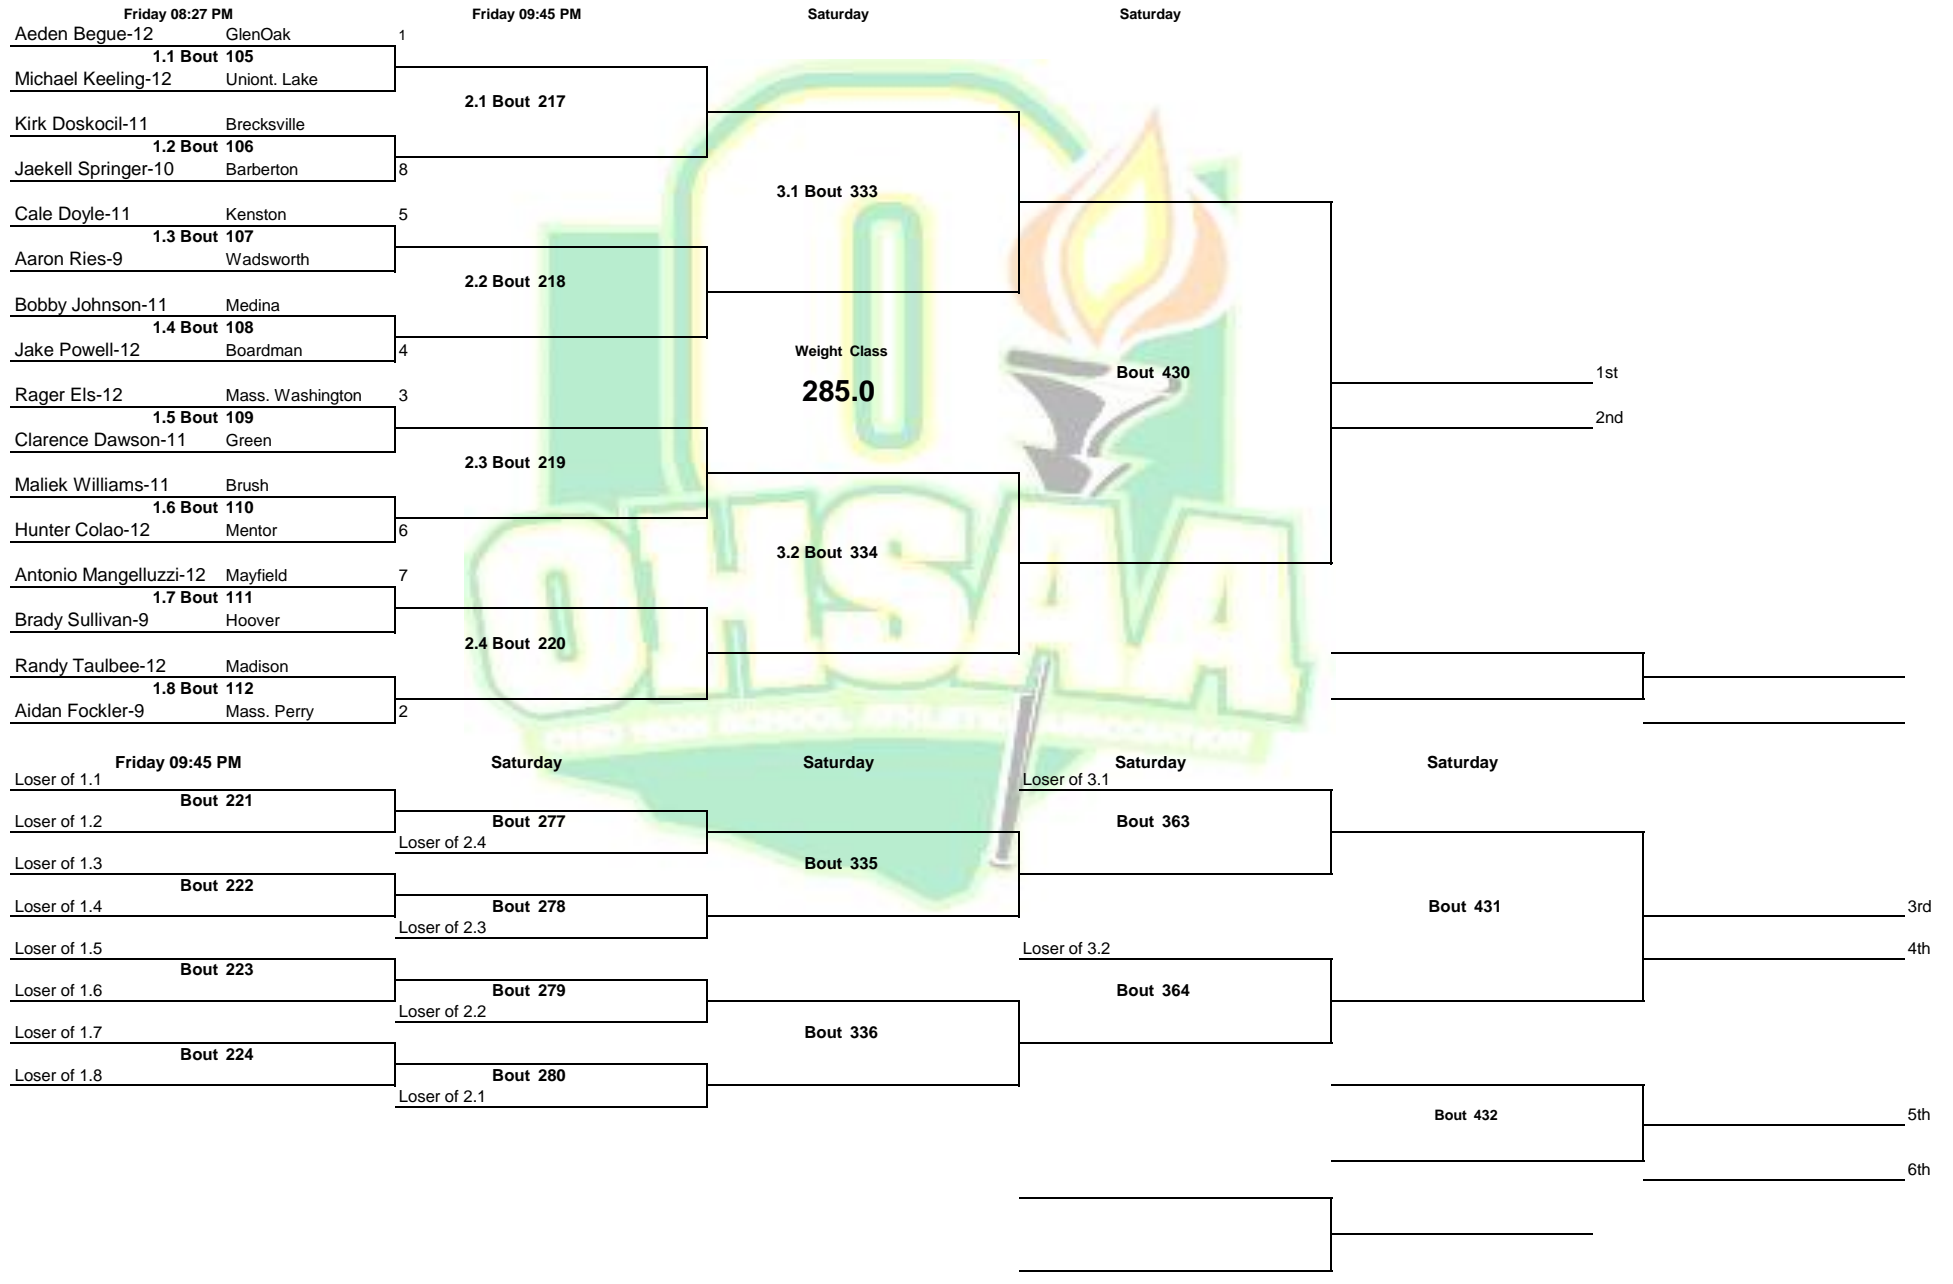 Friday 08:27 PM Friday 09:45 PM Saturday Saturday
Aeden Begue-12 GlenOak 1
1.1 Bout 105
Michael Keeling-12 Uniont. Lake
2.1 Bout 217
Kirk Doskocil-11 Brecksville
1.2 Bout 106
Jaekell Springer-10 Barberton 8
3.1 Bout 333
Cale Doyle-11 Kenston 5
1.3 Bout 107
Aaron Ries-9 Wadsworth
2.2 Bout 218
Bobby Johnson-11 Medina
1.4 Bout 108
Jake Powell-12 Boardman 4
Weight Class
285.0
Bout 430
1st
2nd
Rager Els-12 Mass. Washington 3
1.5 Bout 109
Clarence Dawson-11 Green
2.3 Bout 219
Maliek Williams-11 Brush
1.6 Bout 110
Hunter Colao-12 Mentor 6
3.2 Bout 334
Antonio Mangelluzzi-12 Mayfield 7
1.7 Bout 111
Brady Sullivan-9 Hoover
2.4 Bout 220
Randy Taulbee-12 Madison
1.8 Bout 112
Aidan Fockler-9 Mass. Perry 2
OHSAA
OHIO HIGH SCHOOL ATHLETIC ASSOCIATION
Friday 09:45 PM Saturday Saturday Saturday Saturday
Loser of 1.1
Bout 221
Loser of 1.2
Bout 277
Loser of 2.4
Loser of 3.1
Bout 363
Loser of 1.3
Bout 222
Loser of 1.4
Bout 335
Bout 278
Loser of 2.3
Bout 431
3rd
4th
Loser of 1.5
Bout 223
Loser of 1.6
Bout 279
Loser of 2.2
Loser of 3.2
Bout 364
Loser of 1.7
Bout 224
Loser of 1.8
Bout 336
Bout 280
Loser of 2.1
Bout 432
5th
6th